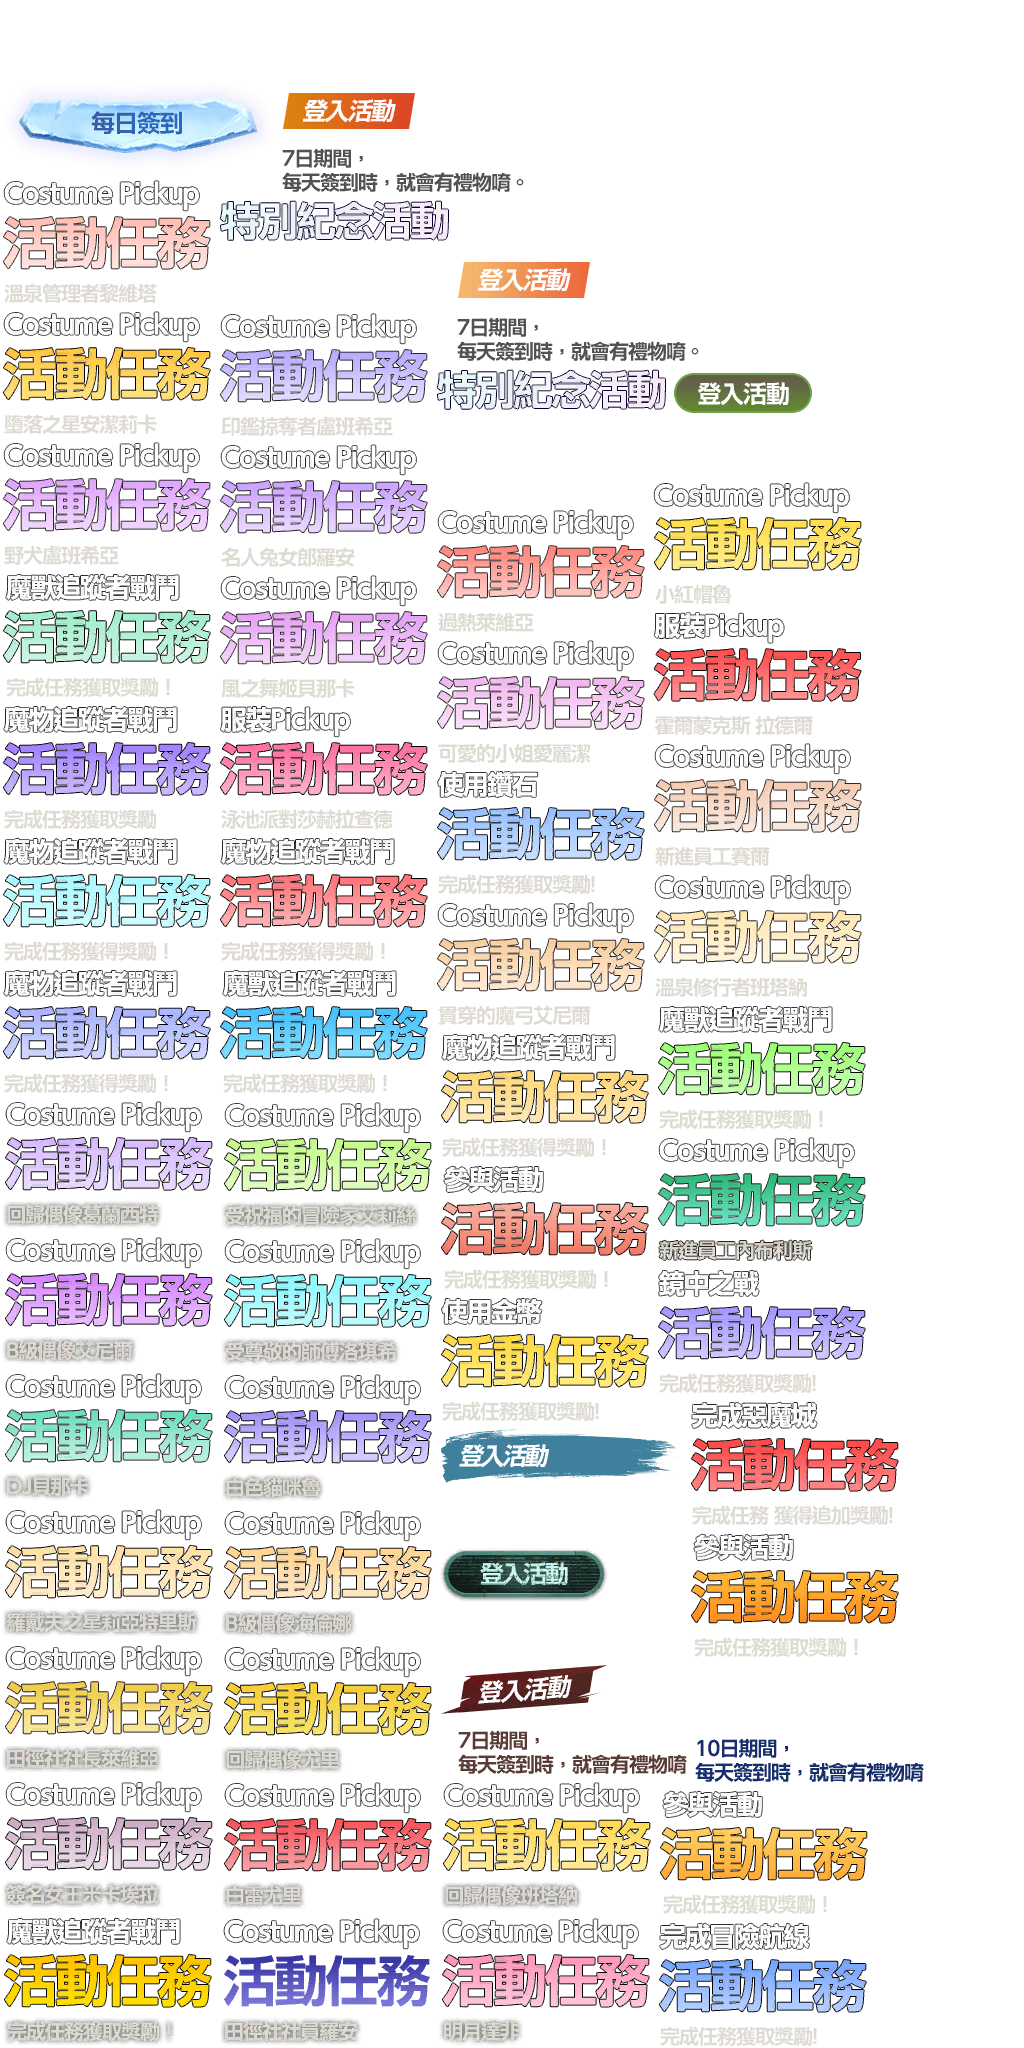 每日簽到
登入活動
7日期間，
每天簽到時，就會有禮物唷。
特別紀念活動
Costume Pickup
活動任務
溫泉管理者黎維塔
Costume Pickup
活動任務
墮落之星安潔莉卡
Costume Pickup
活動任務
野犬盧班希亞
魔獸追蹤者戰鬥
活動任務
完成任務獲取獎勵！
魔物追蹤者戰鬥
活動任務
完成任務獲取獎勵
魔物追蹤者戰鬥
活動任務
完成任務獲得獎勵！
魔物追蹤者戰鬥
活動任務
完成任務獲得獎勵！
Costume Pickup
活動任務
回歸偶像葛蘭西特
Costume Pickup
活動任務
B級偶像艾尼爾
Costume Pickup
活動任務
DJ貝那卡
Costume Pickup
活動任務
羅戴夫之星莉亞特里斯
Costume Pickup
活動任務
田徑社社長萊維亞
Costume Pickup
活動任務
簽名女王米卡埃拉
魔獸追蹤者戰鬥
活動任務
完成任務獲取獎勵！
Costume Pickup
活動任務
印鑑掠奪者盧班希亞
Costume Pickup
活動任務
名人兔女郎羅安
Costume Pickup
活動任務
風之舞姬貝那卡
服裝Pickup
活動任務
泳池派對莎赫拉查德
魔物追蹤者戰鬥
活動任務
完成任務獲得獎勵！
魔獸追蹤者戰鬥
活動任務
完成任務獲取獎勵！
Costume Pickup
活動任務
受祝福的冒險家艾莉絲
Costume Pickup
活動任務
受尊敬的師傅洛琪希
Costume Pickup
活動任務
白色貓咪魯
Costume Pickup
活動任務
B級偶像海倫娜
Costume Pickup
活動任務
回歸偶像尤里
Costume Pickup
活動任務
白雷尤里
Costume Pickup
活動任務
田徑社社員羅安
登入活動
7日期間，
每天簽到時，就會有禮物唷。
特別紀念活動
登入活動
Costume Pickup
活動任務
過熱萊維亞
Costume Pickup
活動任務
可愛的小姐愛麗潔
使用鑽石
活動任務
完成任務獲取獎勵!
Costume Pickup
活動任務
貫穿的魔弓艾尼爾
魔物追蹤者戰鬥
活動任務
完成任務獲得獎勵！
參與活動
活動任務
完成任務獲取獎勵！
使用金幣
活動任務
完成任務獲取獎勵!
登入活動
登入活動
登入活動
7日期間，
每天簽到時，就會有禮物唷
Costume Pickup
活動任務
回歸偶像班塔納
Costume Pickup
活動任務
明月達非
Costume Pickup
活動任務
小紅帽魯
服裝Pickup
活動任務
霍爾蒙克斯 拉德爾
Costume Pickup
活動任務
新進員工賽爾
Costume Pickup
活動任務
溫泉修行者班塔納
魔獸追蹤者戰鬥
活動任務
完成任務獲取獎勵！
Costume Pickup
活動任務
新進員工內布利斯
鏡中之戰
活動任務
完成任務獲取獎勵!
完成惡魔城
活動任務
完成任務 獲得追加獎勵!
參與活動
活動任務
完成任務獲取獎勵！
10日期間，
每天簽到時，就會有禮物唷
參與活動
活動任務
完成任務獲取獎勵！
完成冒險航線
活動任務
完成任務獲取獎勵!